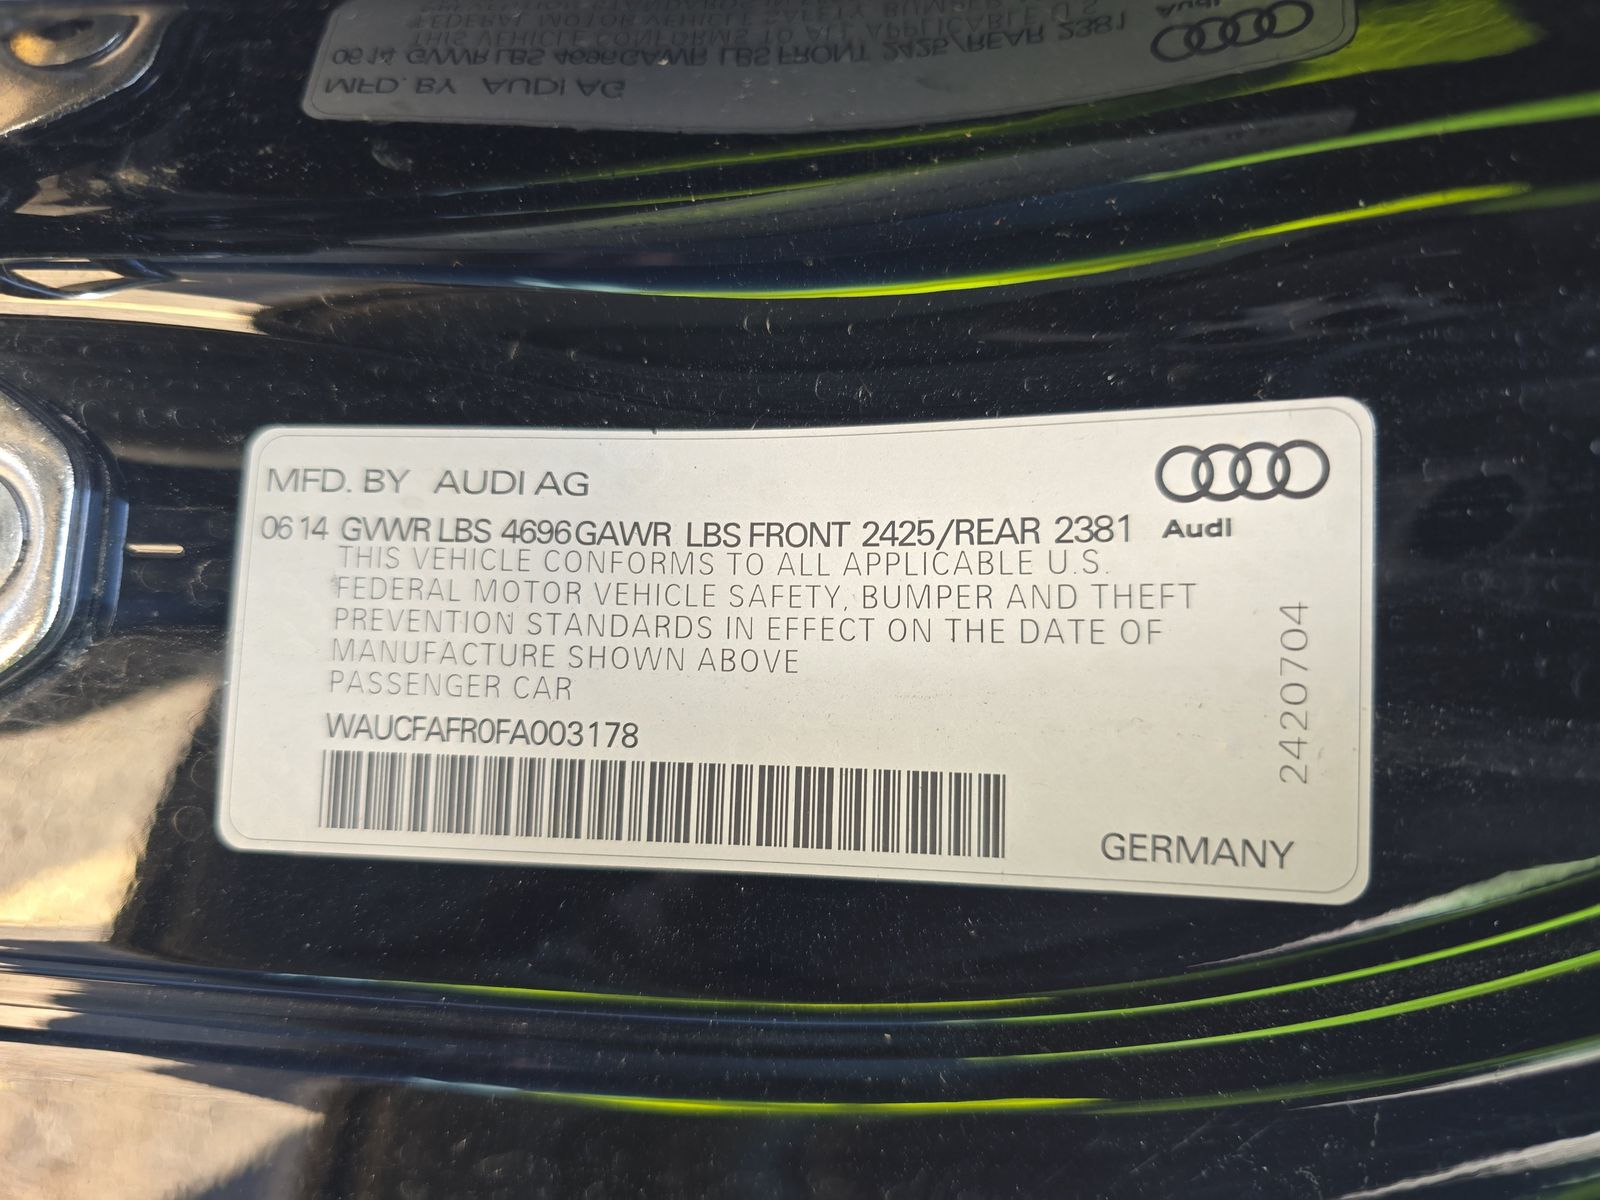 MFD. BY AUDI AG
0614 GVWR LBS 4696 GAWR LBS FRONT 2425/REAR 2381
Audi
THIS VEHICLE CONFORMS TO ALL APPLICABLE U.S.
FEDERAL MOTOR VEHICLE SAFETY, BUMPER AND THEFT
PREVENTION STANDARDS IN EFFECT ON THE DATE OF
MANUFACTURE SHOWN ABOVE
PASSENGER CAR
WAUCFAFR0FA003178
2420704
GERMANY